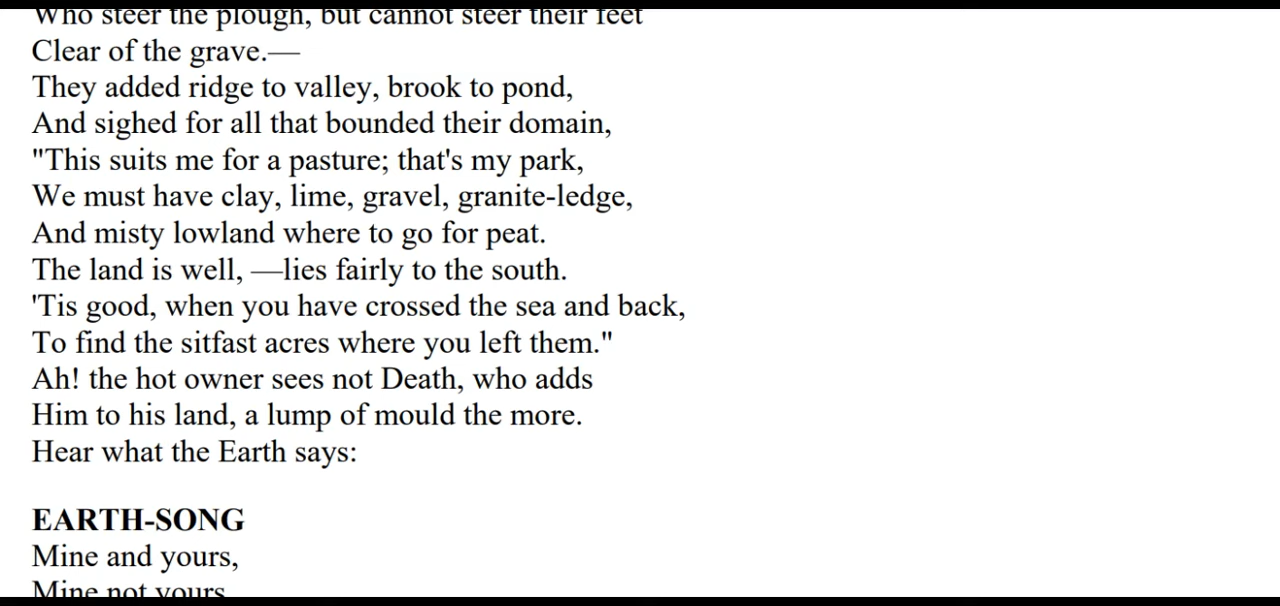 Who steer the plough, but cannot steer their feet
Clear of the grave.—
They added ridge to valley, brook to pond,
And sighed for all that bounded their domain,
"This suits me for a pasture; that's my park,
We must have clay, lime, gravel, granite-ledge,
And misty lowland where to go for peat.
The land is well, —lies fairly to the south.
'Tis good, when you have crossed the sea and back,
To find the sitfast acres where you left them."
Ah! the hot owner sees not Death, who adds
Him to his land, a lump of mould the more.
Hear what the Earth says:
EARTH-SONG
Mine and yours,
Mine not yours